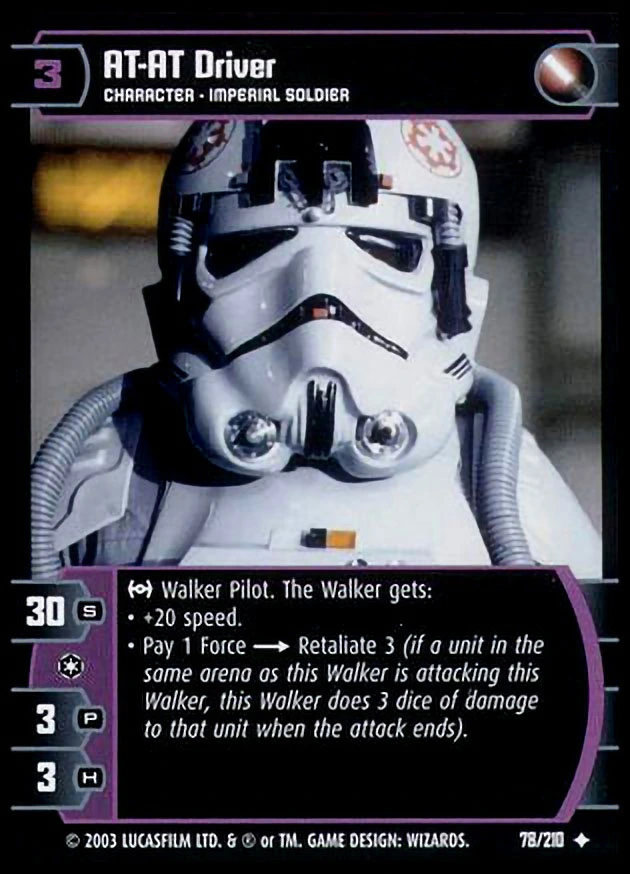 3
AT-AT Driver
CHARACTER - IMPERIAL SOLDIER
30 S
3 P
3 H
Walker Pilot. The Walker gets:
• +20 speed.
• Pay 1 Force → Retaliate 3 (if a unit in the
same arena as this Walker is attacking this
Walker, this Walker does 3 dice of damage
to that unit when the attack ends).
© 2003 LUCASFILM LTD. & ® or TM. GAME DESIGN: WIZARDS.
78/210